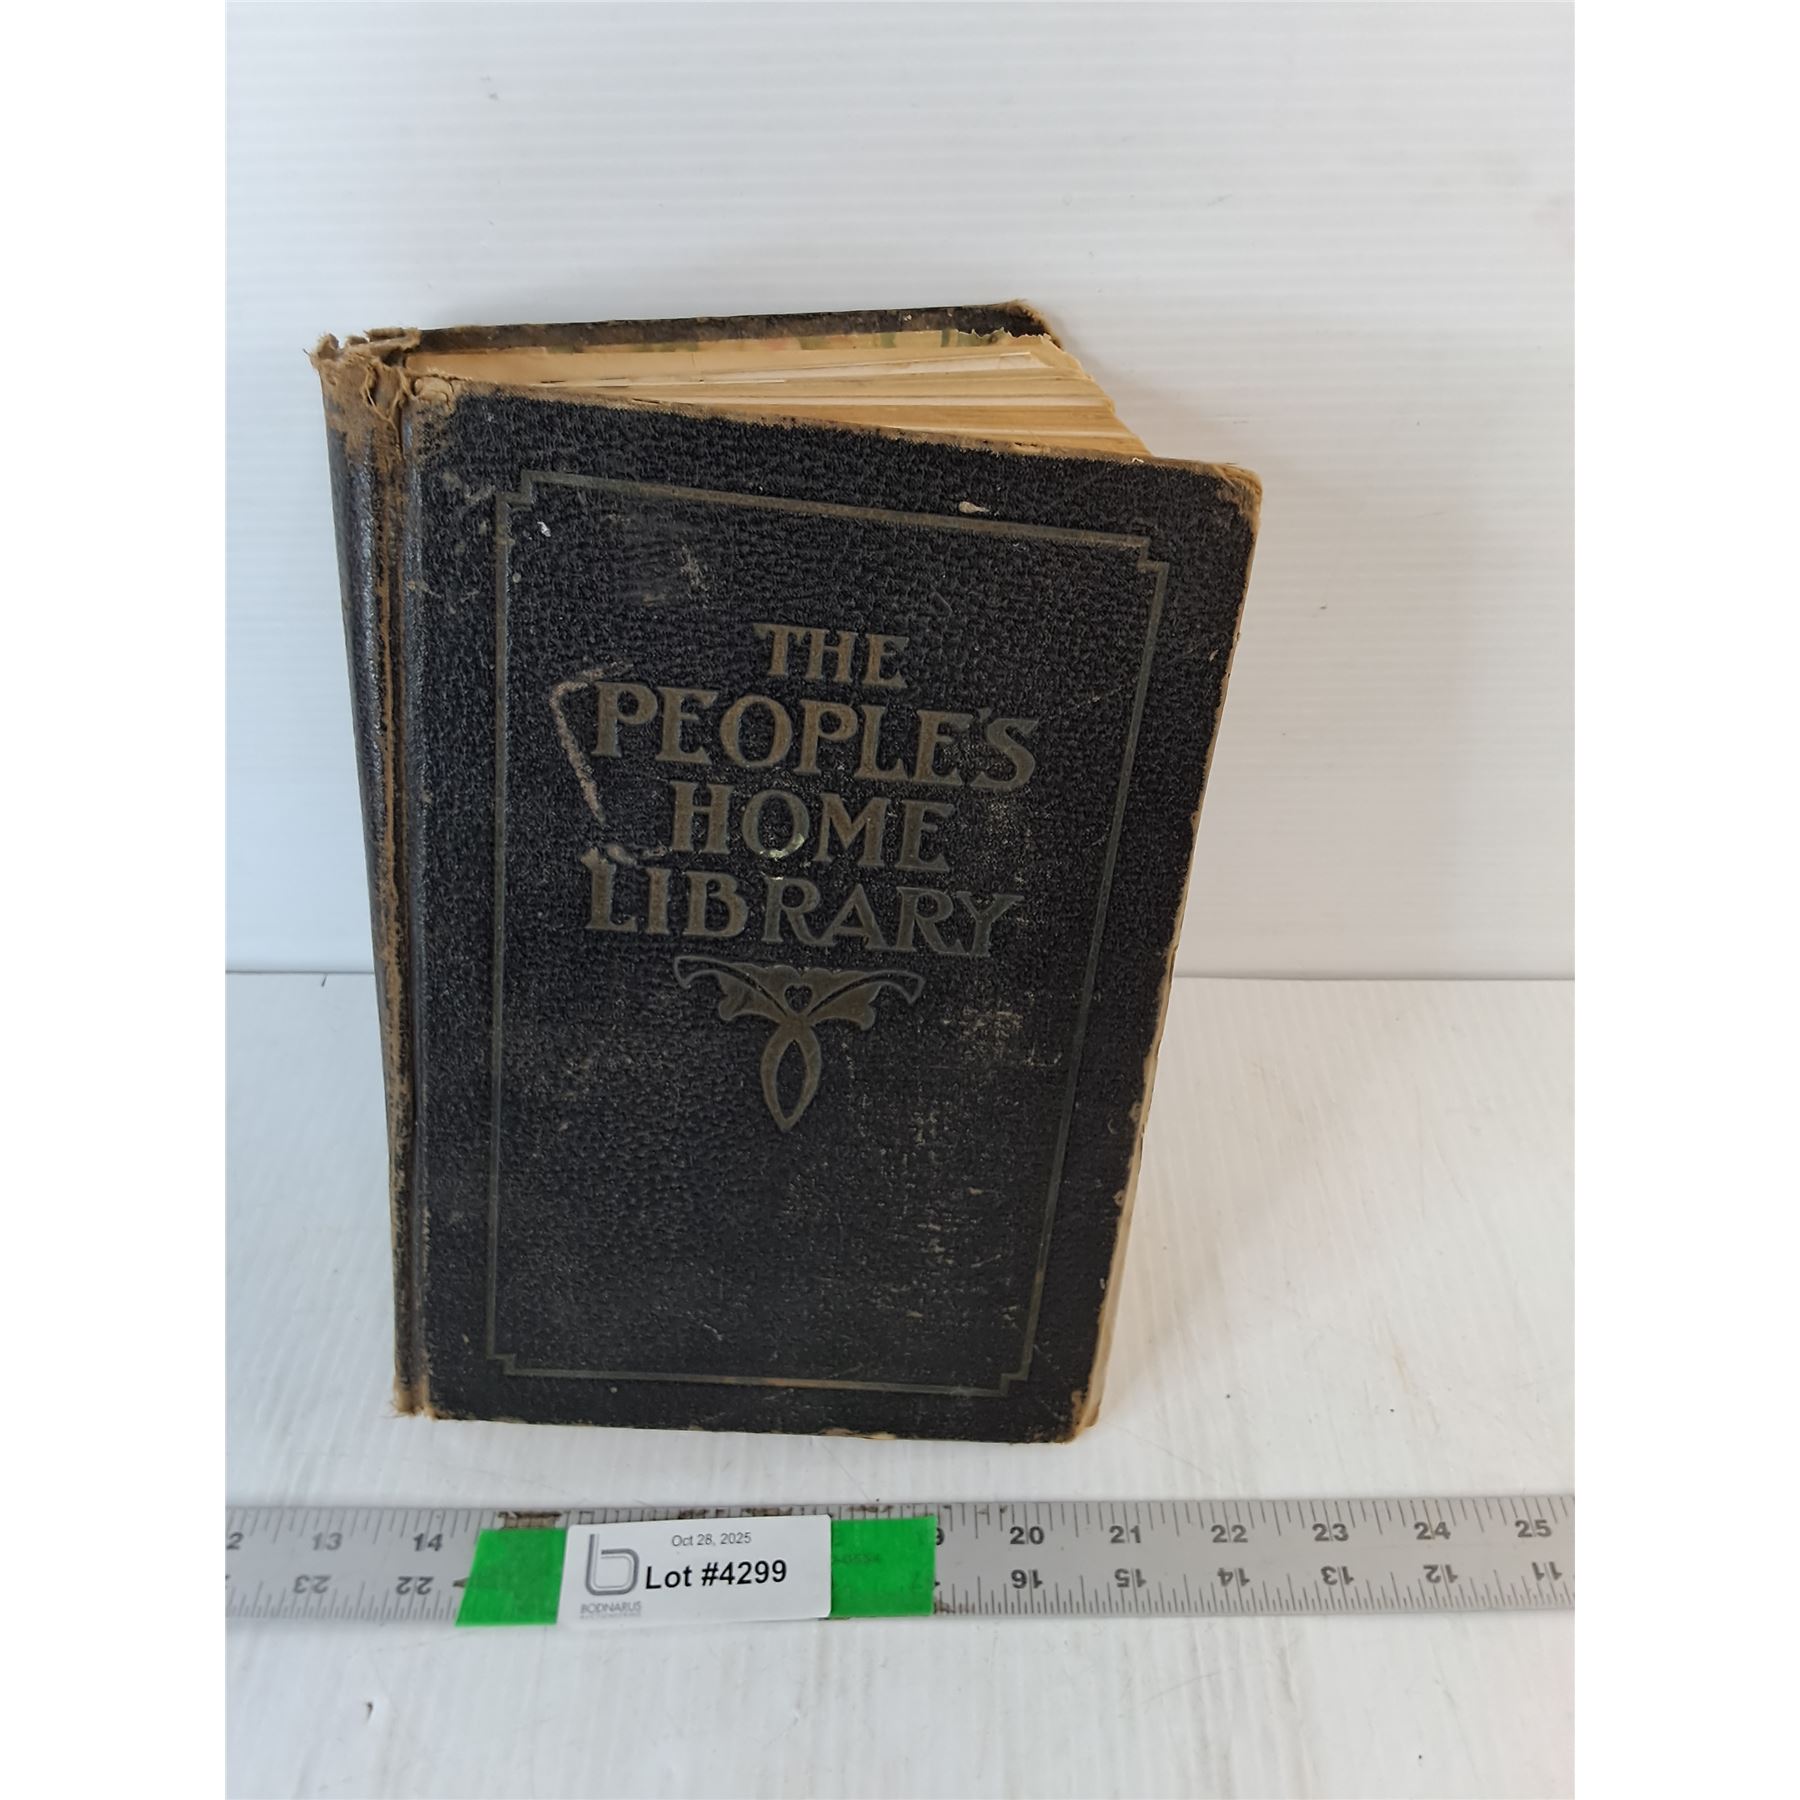 THE
PEOPLE'S
HOME
LIBRARY
Oct 28, 2025
Lot #4299
BODNARUS
13 14 20 21 22 23 24 25
23 22 16 15 14 13 12 11